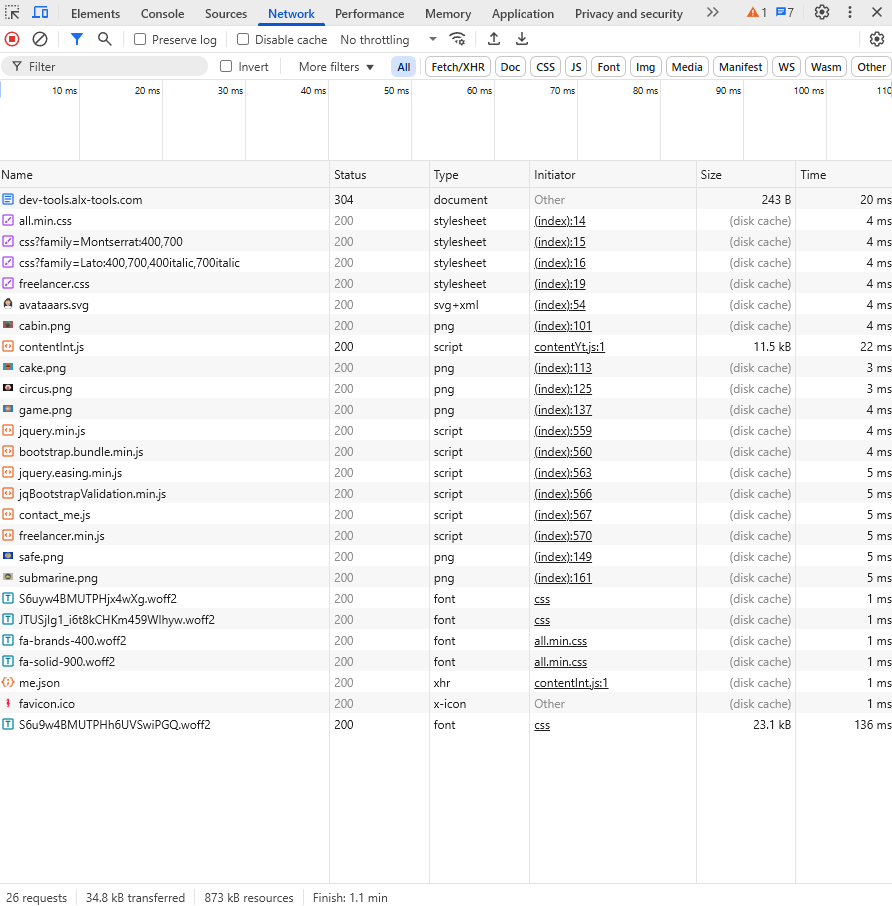 Elements Console Sources Network Performance Memory Application Privacy and security 1 7
Preserve log Disable cache No throttling
Filter Invert More filters All Fetch/XHR Doc CSS JS Font Img Media Manifest WS Wasm Other
10 ms 20 ms 30 ms 40 ms 50 ms 60 ms 70 ms 80 ms 90 ms 100 ms 110
Name Status Type Initiator Size Time
dev-tools.alx-tools.com 304 document Other 243 B 20 ms
all.min.css 200 stylesheet (index):14 (disk cache) 4 ms
css?family=Montserrat:400,700 200 stylesheet (index):15 (disk cache) 4 ms
css?family=Lato:400,700,400italic,700italic 200 stylesheet (index):16 (disk cache) 4 ms
freelancer.css 200 stylesheet (index):19 (disk cache) 4 ms
avataaars.svg 200 svg+xml (index):54 (disk cache) 4 ms
cabin.png 200 png (index):101 (disk cache) 4 ms
contentInt.js 200 script contentYt.js:1 11.5 kB 22 ms
cake.png 200 png (index):113 (disk cache) 3 ms
circus.png 200 png (index):125 (disk cache) 3 ms
game.png 200 png (index):137 (disk cache) 4 ms
jquery.min.js 200 script (index):559 (disk cache) 4 ms
bootstrap.bundle.min.js 200 script (index):560 (disk cache) 4 ms
jquery.easing.min.js 200 script (index):563 (disk cache) 5 ms
jqBootstrapValidation.min.js 200 script (index):566 (disk cache) 5 ms
contact_me.js 200 script (index):567 (disk cache) 5 ms
freelancer.min.js 200 script (index):570 (disk cache) 5 ms
safe.png 200 png (index):149 (disk cache) 5 ms
submarine.png 200 png (index):161 (disk cache) 5 ms
S6uyw4BMUTPHjx4wXg.woff2 200 font css (disk cache) 1 ms
JTUSjIg1_i6t8kCHKm459Wlhyw.woff2 200 font css (disk cache) 1 ms
fa-brands-400.woff2 200 font all.min.css (disk cache) 1 ms
fa-solid-900.woff2 200 font all.min.css (disk cache) 1 ms
me.json 200 xhr contentInt.js:1 (disk cache) 1 ms
favicon.ico 200 x-icon Other (disk cache) 1 ms
S6u9w4BMUTPHh6UVSwiPGQ.woff2 200 font css 23.1 kB 136 ms
26 requests 34.8 kB transferred 873 kB resources Finish: 1.1 min